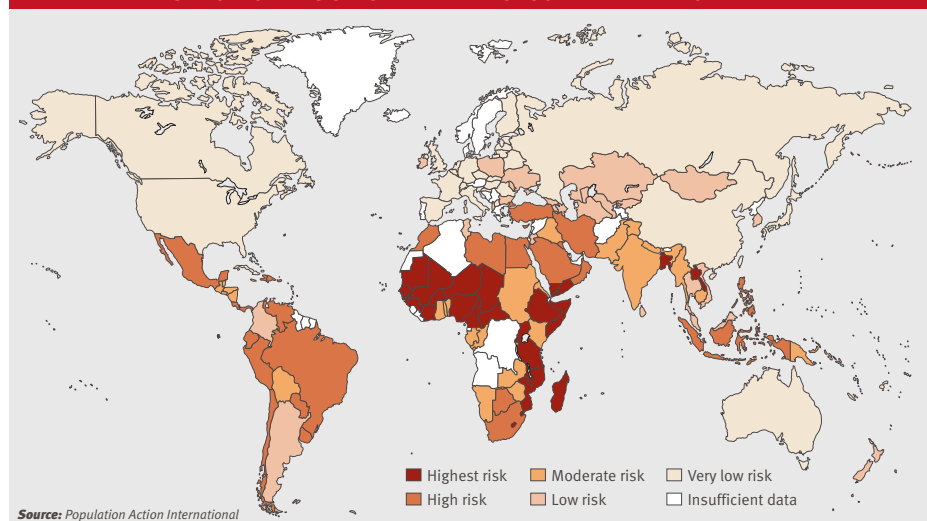 Highest risk
Moderate risk
Very low risk
High risk
Low risk
Insufficient data
Source: Population Action International